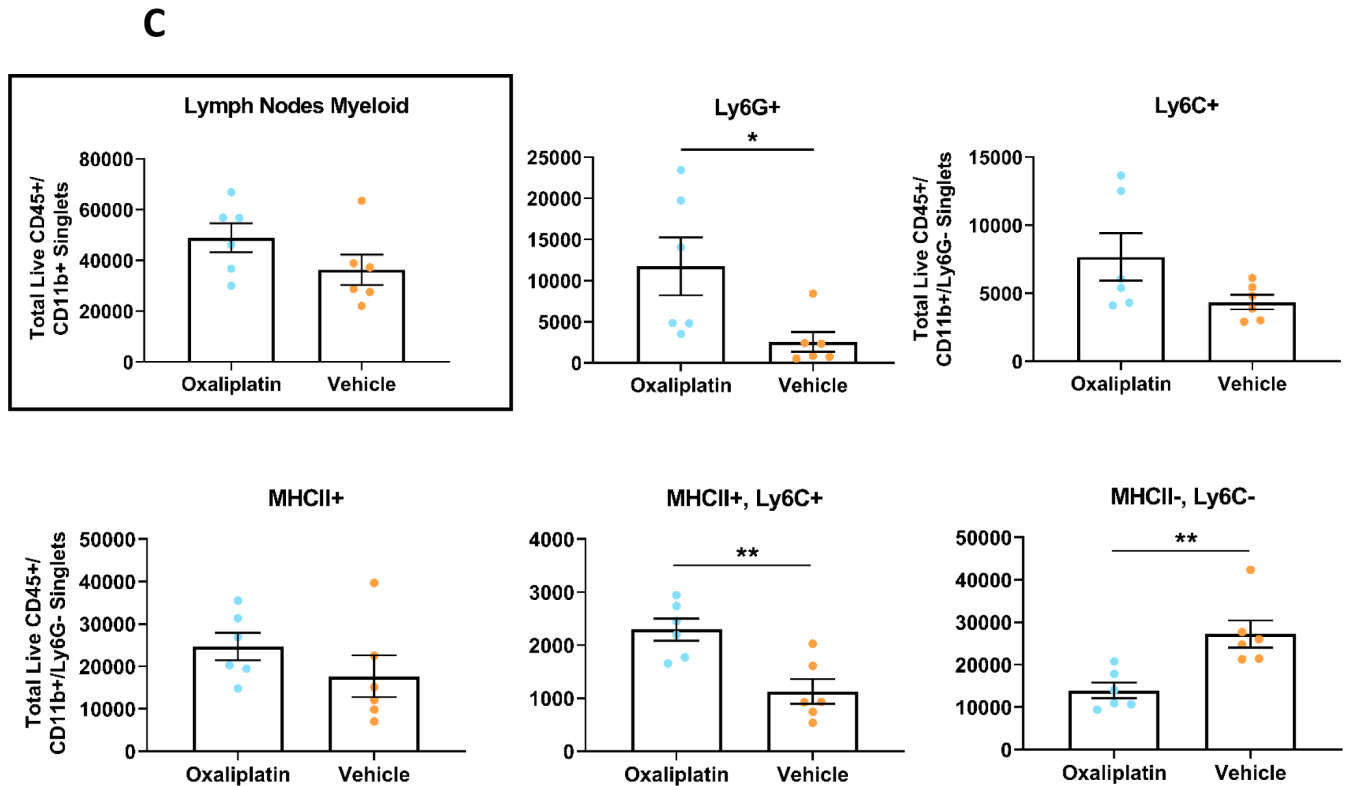 C
Lymph Nodes Myeloid
Total Live CD45+/
CD11b+ Singlets
80000
60000
40000
20000
0
Oxaliplatin Vehicle
Ly6G+
*
25000
20000
15000
10000
5000
0
Oxaliplatin Vehicle
Ly6C+
Total Live CD45+/
CD11b+/Ly6G- Singlets
15000
10000
5000
0
Oxaliplatin Vehicle
MHCII+
Total Live CD45+/
CD11b+/Ly6G- Singlets
50000
40000
30000
20000
10000
0
Oxaliplatin Vehicle
MHCII+, Ly6C+
**
4000
3000
2000
1000
0
Oxaliplatin Vehicle
MHCII-, Ly6C-
**
50000
40000
30000
20000
10000
0
Oxaliplatin Vehicle